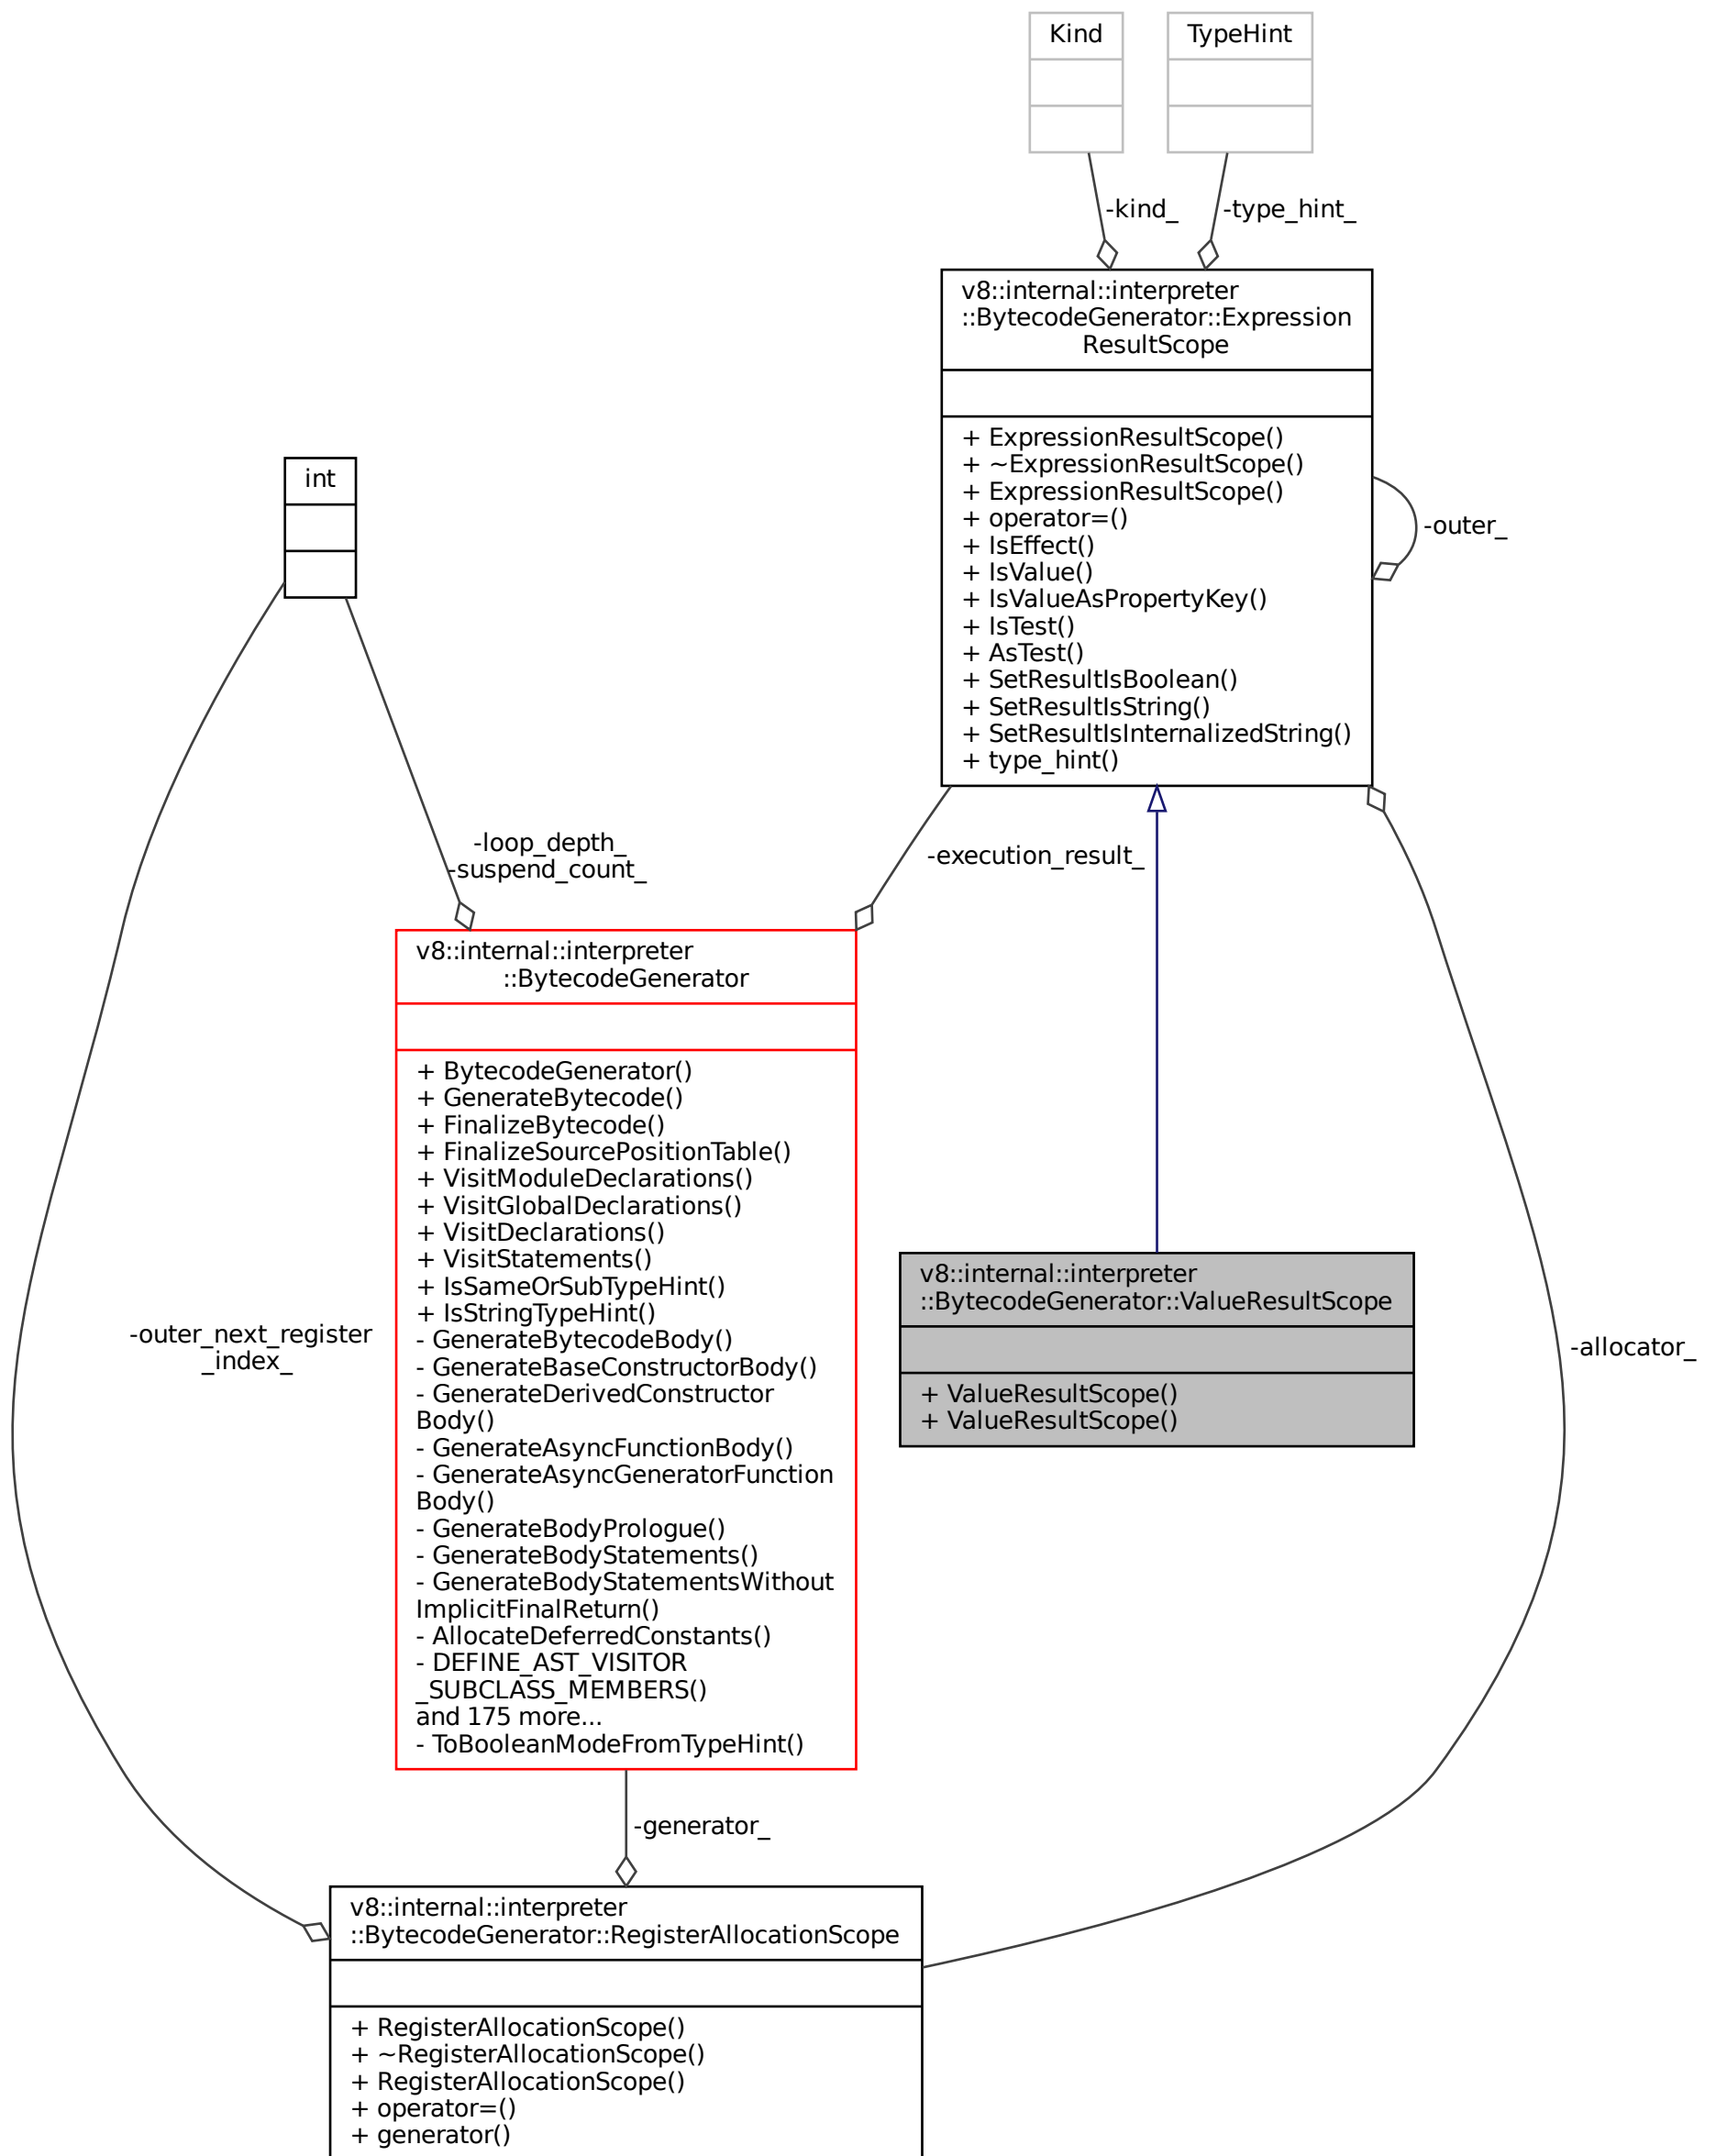 Kind
TypeHint
-kind_
-type_hint_
v8::internal::interpreter
::BytecodeGenerator::Expression
ResultScope
+ ExpressionResultScope()
+ ~ExpressionResultScope()
+ ExpressionResultScope()
+ operator=()
+ IsEffect()
+ IsValue()
+ IsValueAsPropertyKey()
+ IsTest()
+ AsTest()
+ SetResultIsBoolean()
+ SetResultIsString()
+ SetResultIsInternalizedString()
+ type_hint()
-outer_
int
-loop_depth_
-suspend_count_
-execution_result_
v8::internal::interpreter
::BytecodeGenerator
+ BytecodeGenerator()
+ GenerateBytecode()
+ FinalizeBytecode()
+ FinalizeSourcePositionTable()
+ VisitModuleDeclarations()
+ VisitGlobalDeclarations()
+ VisitDeclarations()
+ VisitStatements()
+ IsSameOrSubTypeHint()
+ IsStringTypeHint()
- GenerateBytecodeBody()
- GenerateBaseConstructorBody()
- GenerateDerivedConstructor
Body()
- GenerateAsyncFunctionBody()
- GenerateAsyncGeneratorFunction
Body()
- GenerateBodyPrologue()
- GenerateBodyStatements()
- GenerateBodyStatementsWithout
ImplicitFinalReturn()
- AllocateDeferredConstants()
- DEFINE_AST_VISITOR
_SUBCLASS_MEMBERS()
and 175 more...
- ToBooleanModeFromTypeHint()
v8::internal::interpreter
::BytecodeGenerator::ValueResultScope
+ ValueResultScope()
+ ValueResultScope()
-outer_next_register
_index_
-allocator_
-generator_
v8::internal::interpreter
::BytecodeGenerator::RegisterAllocationScope
+ RegisterAllocationScope()
+ ~RegisterAllocationScope()
+ RegisterAllocationScope()
+ operator=()
+ generator()